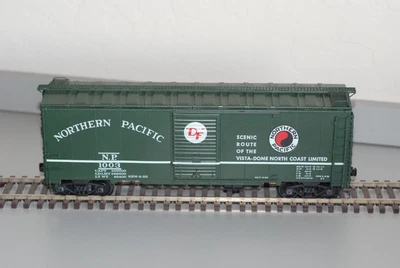 NORTHERN PACIFIC
N.P.
1003
DF
SCENIC
ROUTE
OF THE
VISTA-DOME NORTH COAST LIMITED
NORTHERN
PACIFIC